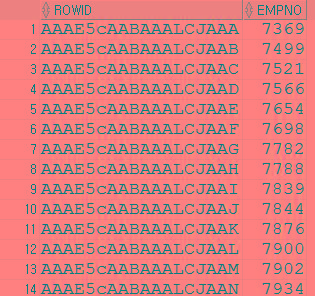 ROWID EMPNO
1 AAAE5cAABAAALCJAAA 7369
2 AAAE5cAABAAALCJAAB 7499
3 AAAE5cAABAAALCJAAC 7521
4 AAAE5cAABAAALCJAAD 7566
5 AAAE5cAABAAALCJAAE 7654
6 AAAE5cAABAAALCJAAF 7698
7 AAAE5cAABAAALCJAAG 7782
8 AAAE5cAABAAALCJAAH 7788
9 AAAE5cAABAAALCJAAI 7839
10 AAAE5cAABAAALCJAAJ 7844
11 AAAE5cAABAAALCJAAK 7876
12 AAAE5cAABAAALCJAAL 7900
13 AAAE5cAABAAALCJAAM 7902
14 AAAE5cAABAAALCJAAN 7934